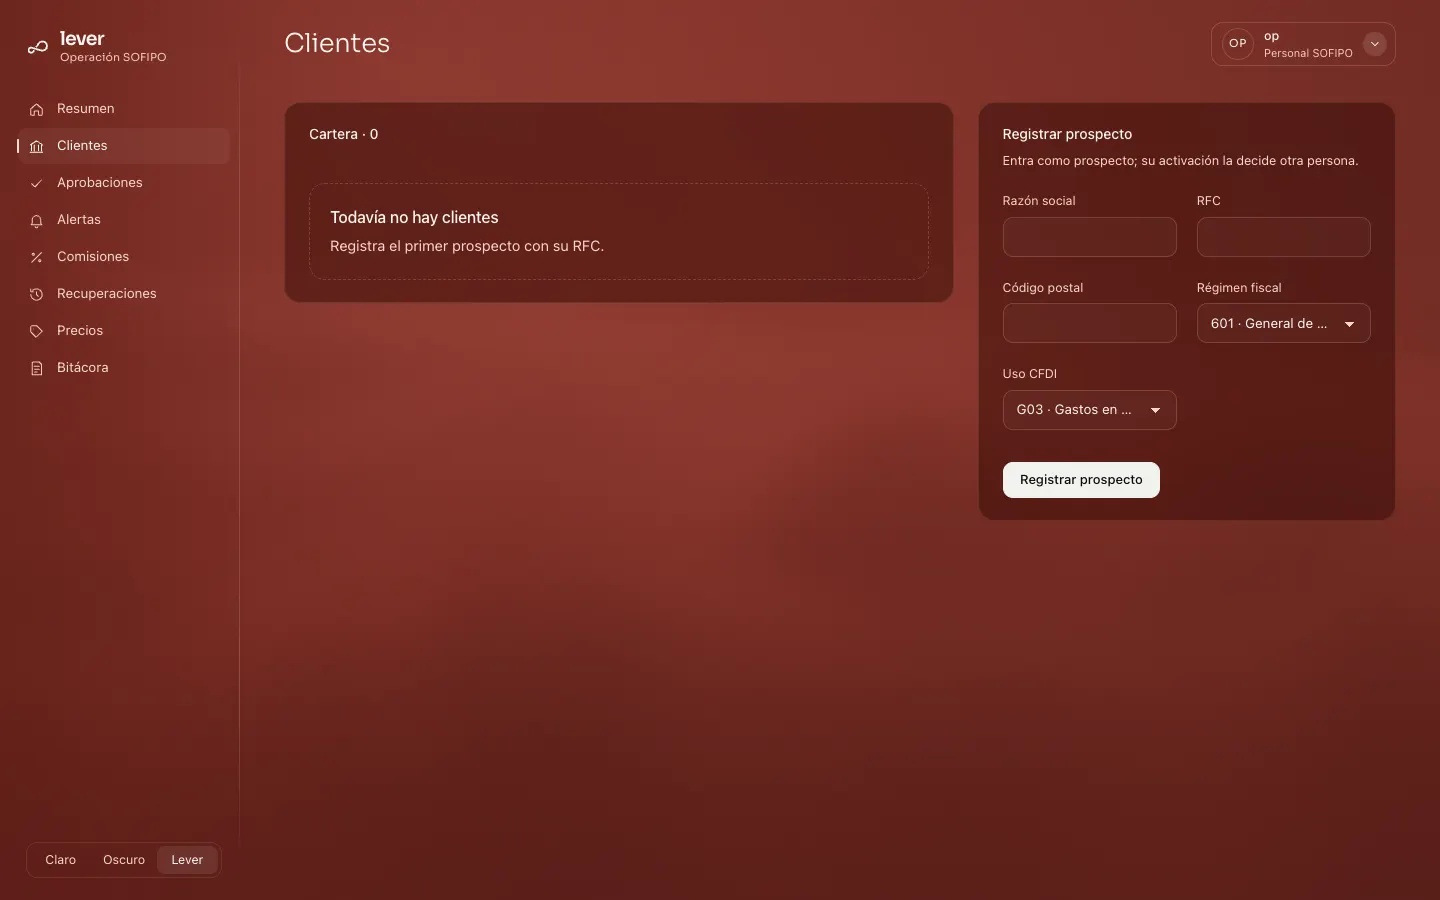 lever
Operación SOFIPO
Resumen
Clientes
Aprobaciones
Alertas
Comisiones
Recuperaciones
Precios
Bitácora
Claro
Oscuro
Lever
Clientes
OP
op
Personal SOFIPO
Cartera · 0
Todavía no hay clientes
Registra el primer prospecto con su RFC.
Registrar prospecto
Entra como prospecto; su activación la decide otra persona.
Razón social
RFC
Código postal
Régimen fiscal
601 · General de ...
Uso CFDI
G03 · Gastos en ...
Registrar prospecto